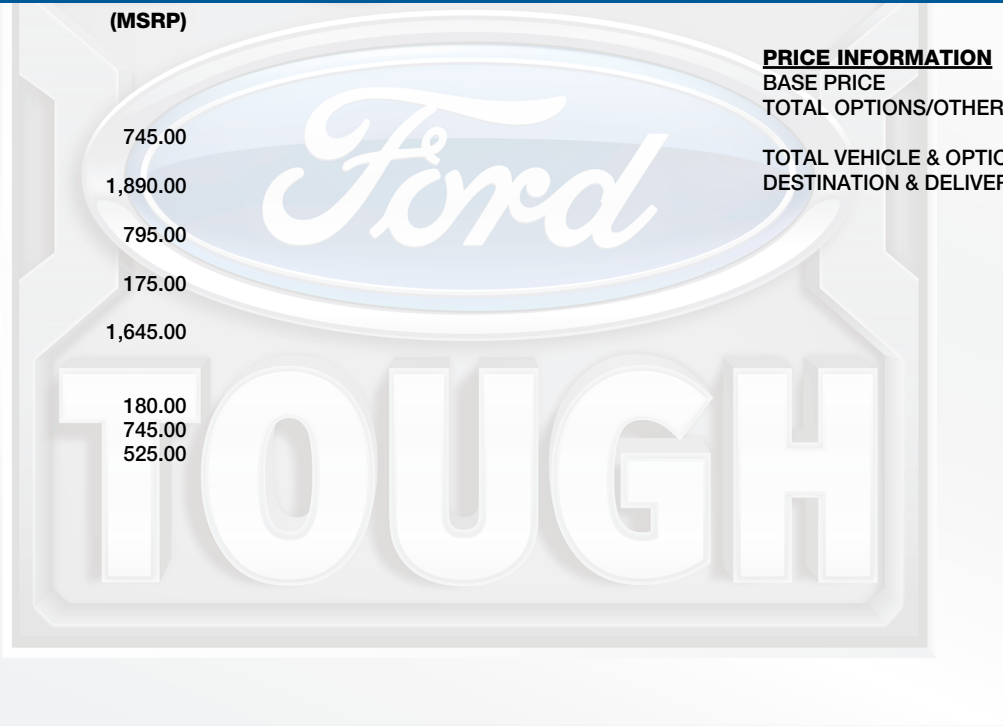 (MSRP)
745.00
1,890.00
795.00
175.00
1,645.00
180.00
745.00
525.00
PRICE INFORMATION
BASE PRICE
TOTAL OPTIONS/OTHER
TOTAL VEHICLE & OPTIO
DESTINATION & DELIVER
Ford
TOUGH